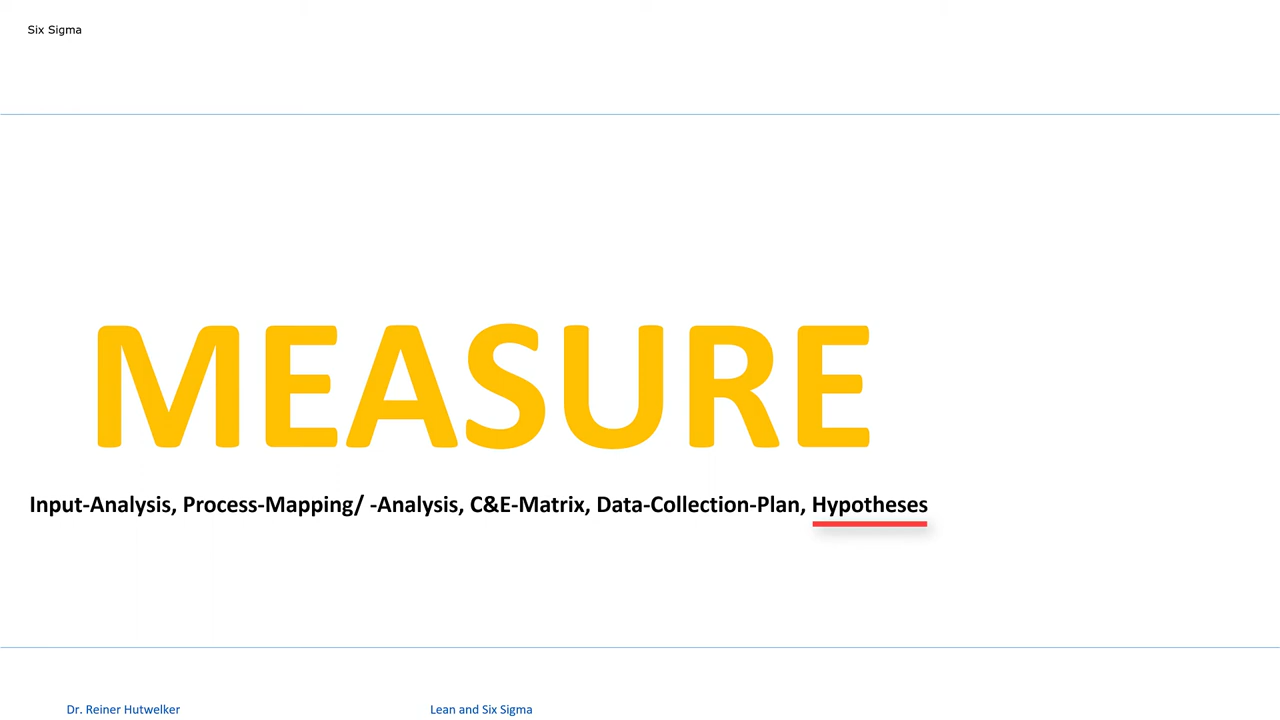 Six Sigma
MEASURE
Input-Analysis, Process-Mapping/ -Analysis, C&E-Matrix, Data-Collection-Plan, Hypotheses
Dr. Reiner Hutwelker
Lean and Six Sigma